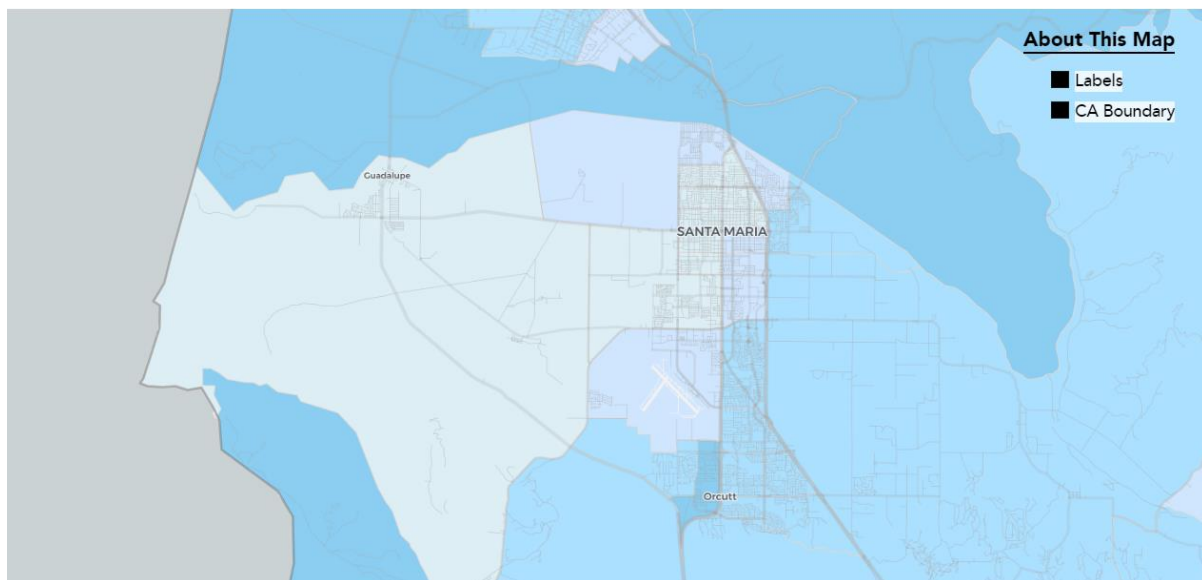 About This Map
Labels
CA Boundary
Guadalupe
SANTA MARIA
Orcutt